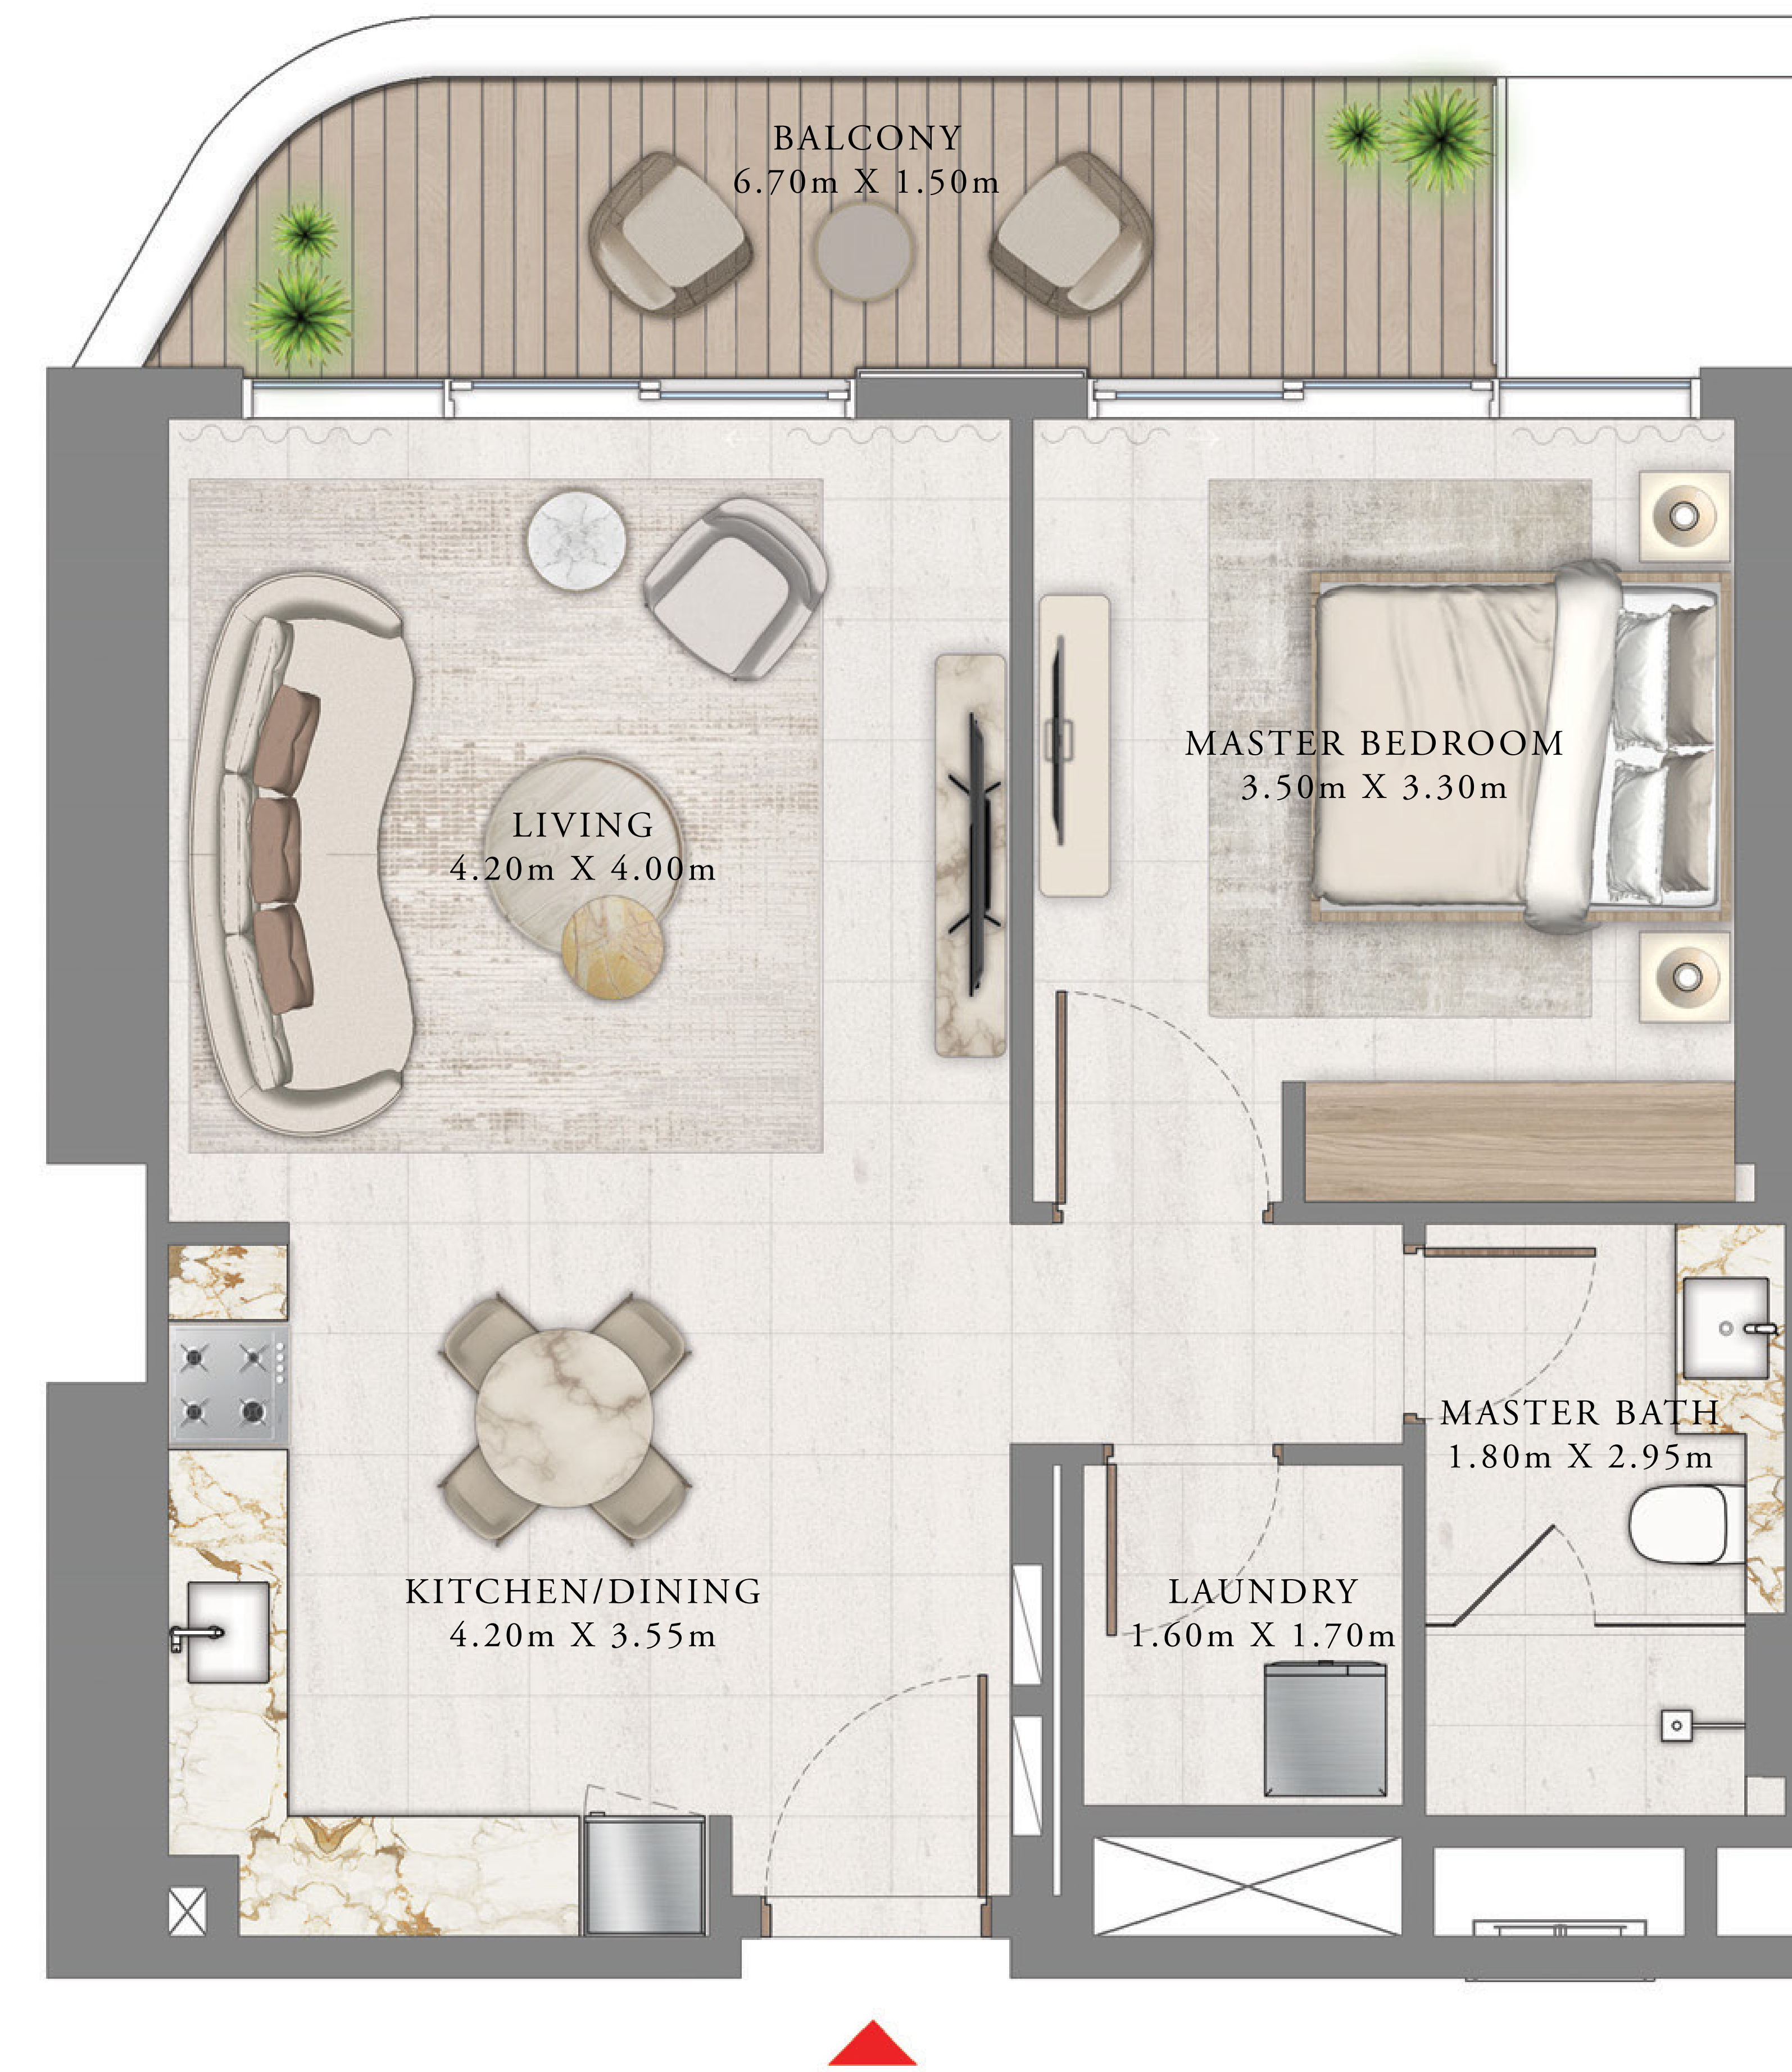 BALCONY
6.70m X 1.50m
LIVING
4.20m X 4.00m
MASTER BEDROOM
3.50m X 3.30m
MASTER BATH
1.80m X 2.95m
KITCHEN/DINING
4.20m X 3.55m
LAUNDRY
1.60m X 1.70m